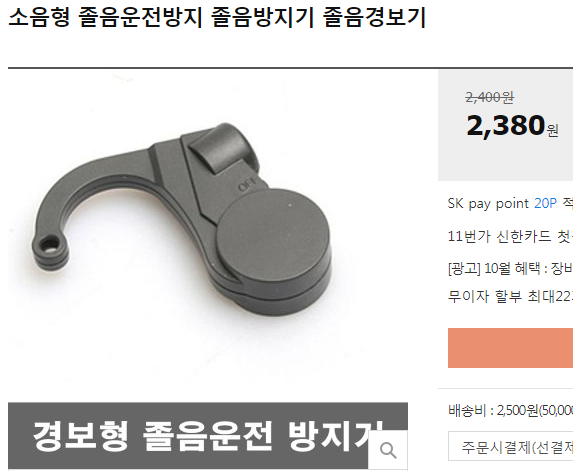 소음형 졸음운전방지 졸음방지기 졸음경보기
2,400원
2,380원
OFF
SK pay point 20P 적
11번가 신한카드 첫
[광고] 10월 혜택 : 장바
무이자 할부 최대22
배송비 : 2,500원(50,000
주문시결제(선결제
경보형 졸음운전 방지기